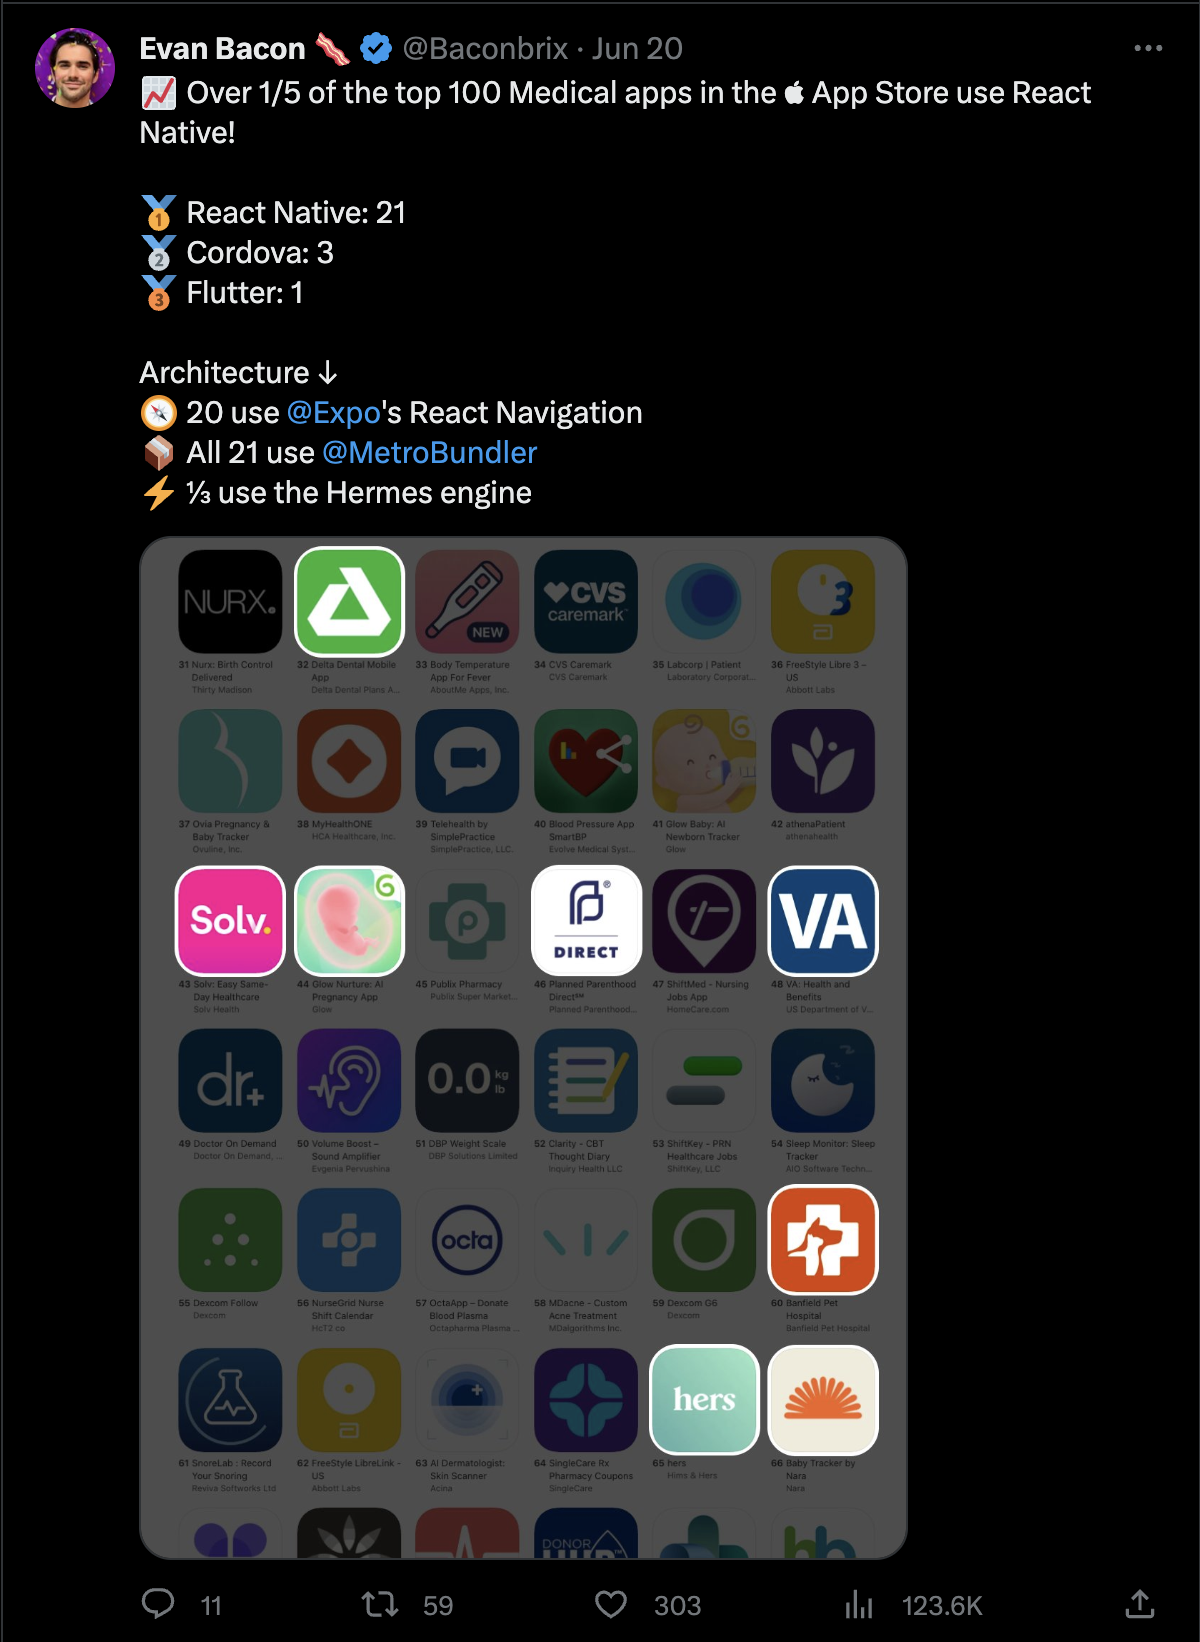 Evan Bacon 🥓 @Baconbrix · Jun 20
📈 Over 1/5 of the top 100 Medical apps in the  App Store use React
Native!
🥇 React Native: 21
🥈 Cordova: 3
🥉 Flutter: 1
Architecture ↓
🧭 20 use @Expo's React Navigation
📦 All 21 use @MetroBundler
⚡ ⅓ use the Hermes engine
NURX.
NEW
CVS
caremark
3
31 Nurx: Birth Control
Delivered
Thirty Madison
32 Delta Dental Mobile
App
Delta Dental Plans A...
33 Body Temperature
App For Fever
AboutMe Apps, Inc.
34 CVS Caremark
CVS Caremark
35 Labcorp | Patient
Laboratory Corporat...
36 FreeStyle Libre 3 –
US
Abbott Labs
37 Ovia Pregnancy &
Baby Tracker
Ovuline, Inc.
38 MyHealthONE
HCA Healthcare, Inc.
39 Telehealth by
SimplePractice
SimplePractice, LLC.
40 Blood Pressure App
SmartBP
Evolve Medical Syst...
41 Glow Baby: AI
Newborn Tracker
Glow
42 athenaPatient
athenahealth
Solv.
P
®
DIRECT
VA
43 Solv: Easy Same-
Day Healthcare
Solv Health
44 Glow Nurture: AI
Pregnancy App
Glow
45 Publix Pharmacy
Publix Super Market...
46 Planned Parenthood
Direct℠
Planned Parenthood...
47 ShiftMed - Nursing
Jobs App
HomeCare.com
48 VA: Health and
Benefits
US Department of V...
dr+
0.0 kg
lb
49 Doctor On Demand
Doctor On Demand, ...
50 Volume Boost –
Sound Amplifier
Evgenia Pervushina
51 DBP Weight Scale
DBP Solutions Limited
52 Clarity - CBT
Thought Diary
Inquiry Health LLC
53 ShiftKey - PRN
Healthcare Jobs
ShiftKey, LLC
54 Sleep Monitor: Sleep
Tracker
AIO Software Techn...
octa
55 Dexcom Follow
Dexcom
56 NurseGrid Nurse
Shift Calendar
HcT2 co
57 OctaApp – Donate
Blood Plasma
Octapharma Plasma ...
58 MDacne - Custom
Acne Treatment
MDalgorithms Inc.
59 Dexcom G6
Dexcom
60 Banfield Pet
Hospital
Banfield Pet Hospital
hers
61 SnoreLab : Record
Your Snoring
Reviva Softworks Ltd
62 FreeStyle LibreLink -
US
Abbott Labs
63 AI Dermatologist:
Skin Scanner
Acina
64 SingleCare Rx
Pharmacy Coupons
SingleCare
65 hers
Hims & Hers
66 Baby Tracker by
Nara
Nara
DONOR
HUB™
hb
11
59
303
123.6K